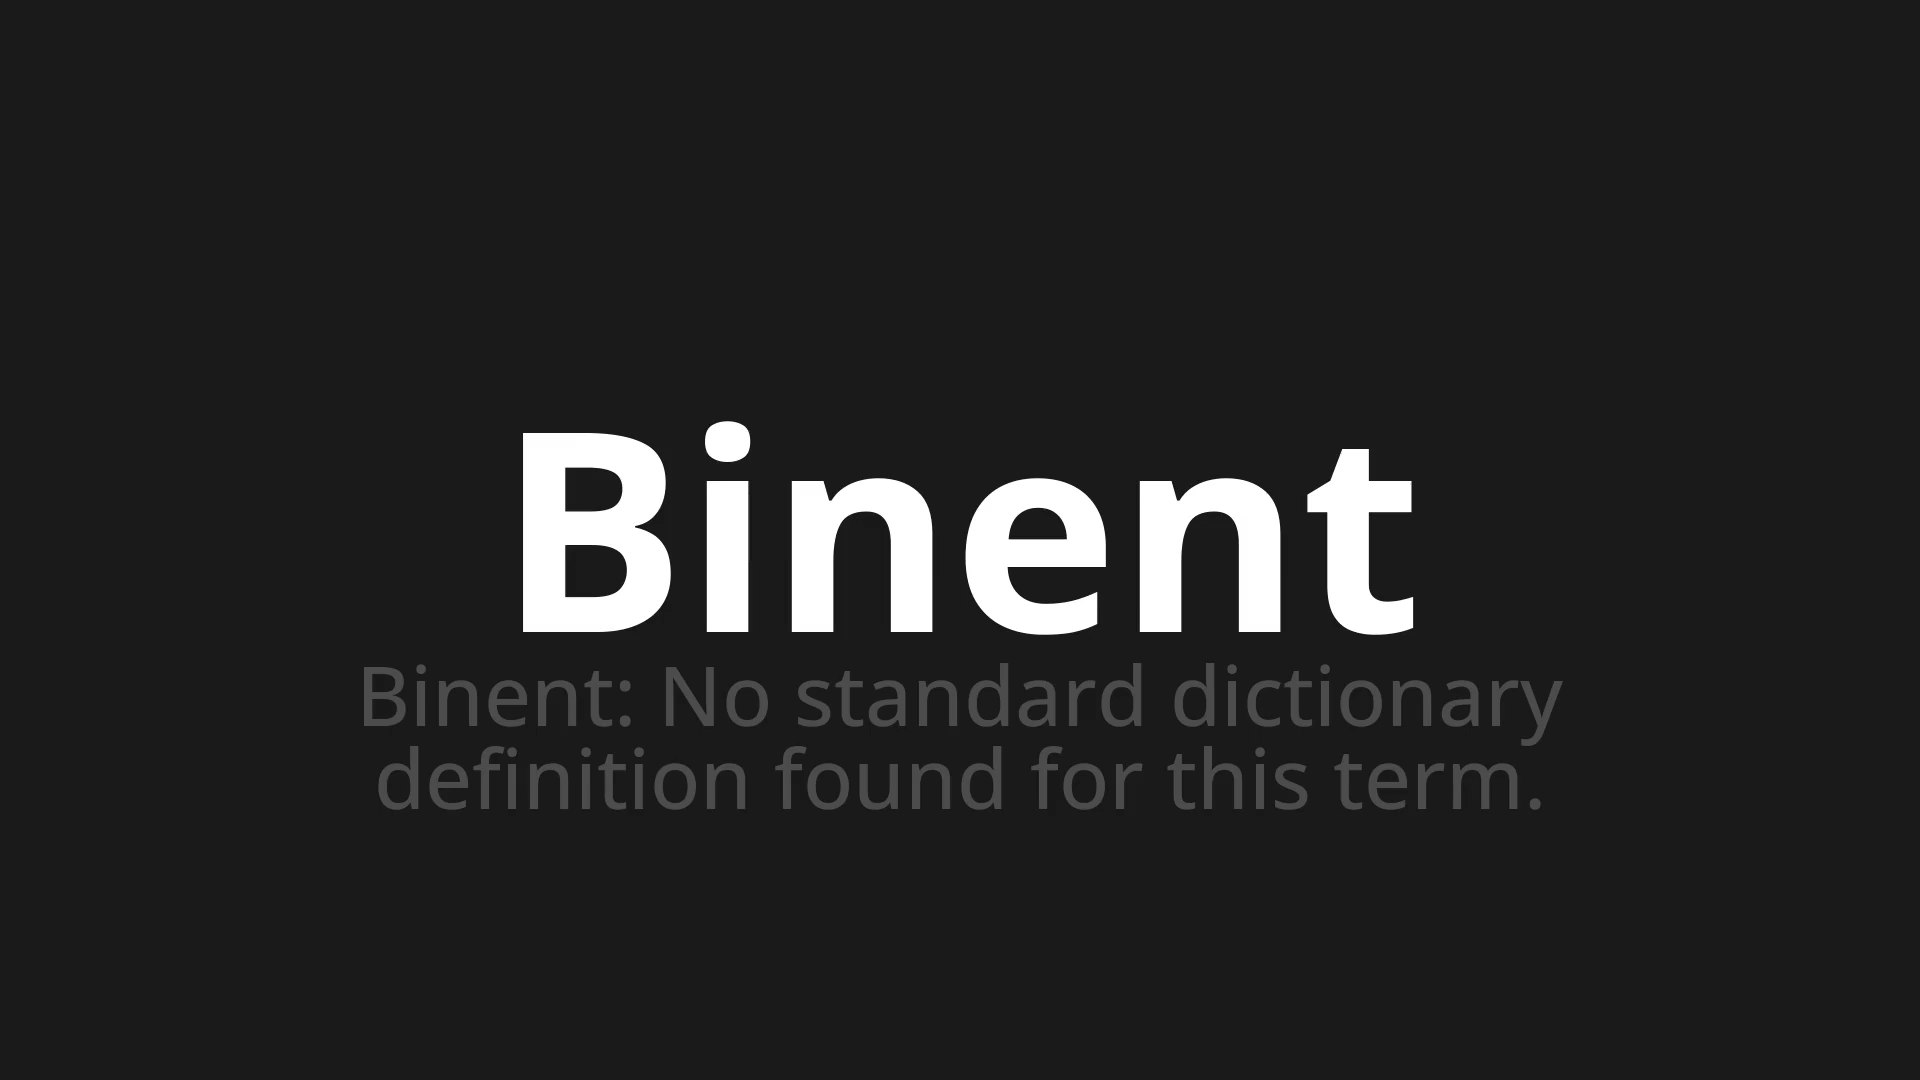 Binent
Binent: No standard dictionary
definition found for this term.